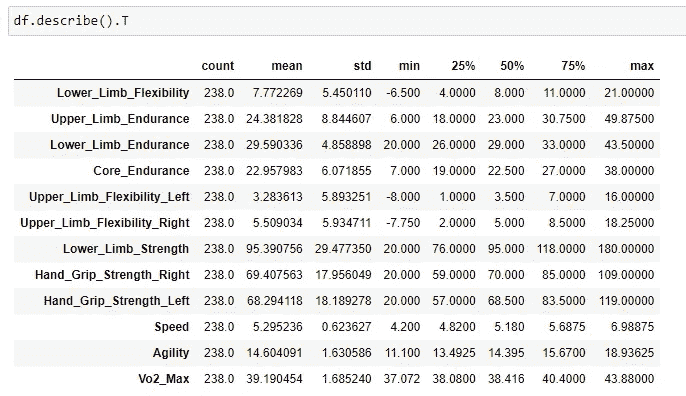 df.describe().T
count mean std min 25% 50% 75% max
Lower_Limb_Flexibility 238.0 7.772269 5.450110 -6.500 4.0000 8.000 11.0000 21.00000
Upper_Limb_Endurance 238.0 24.381828 8.844607 6.000 18.0000 23.000 30.7500 49.87500
Lower_Limb_Endurance 238.0 29.590336 4.858898 20.000 26.0000 29.000 33.0000 43.50000
Core_Endurance 238.0 22.957983 6.071855 7.000 19.0000 22.500 27.0000 38.00000
Upper_Limb_Flexibility_Left 238.0 3.283613 5.893251 -8.000 1.0000 3.500 7.0000 16.00000
Upper_Limb_Flexibility_Right 238.0 5.509034 5.934711 -7.750 2.0000 5.000 8.5000 18.25000
Lower_Limb_Strength 238.0 95.390756 29.477350 20.000 76.0000 95.000 118.0000 180.00000
Hand_Grip_Strength_Right 238.0 69.407563 17.956049 20.000 59.0000 70.000 85.0000 109.00000
Hand_Grip_Strength_Left 238.0 68.294118 18.189278 20.000 57.0000 68.500 83.5000 119.00000
Speed 238.0 5.295236 0.623627 4.200 4.8200 5.180 5.6875 6.98875
Agility 238.0 14.604091 1.630586 11.100 13.4925 14.395 15.6700 18.93625
Vo2_Max 238.0 39.190454 1.685240 37.072 38.0800 38.416 40.4000 43.88000